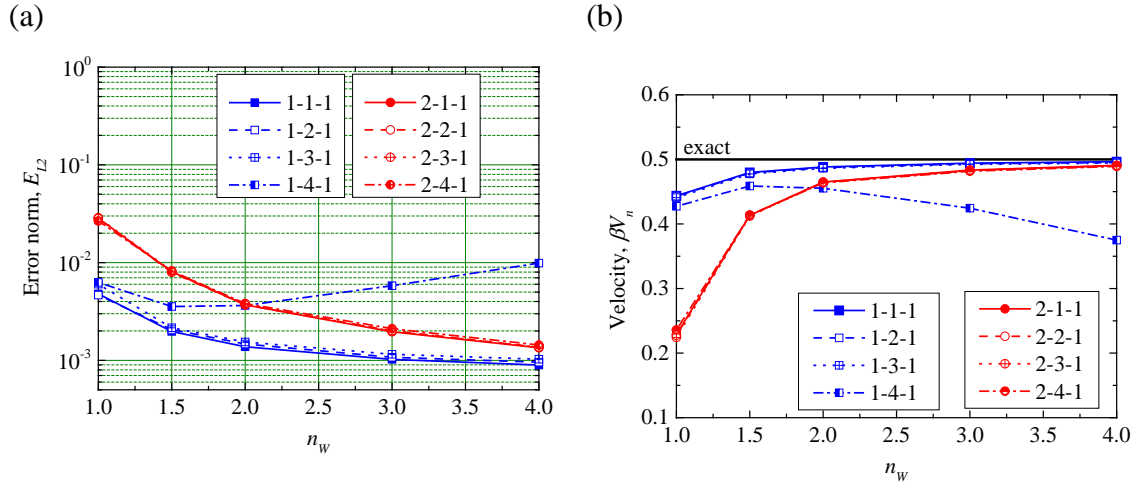 (a)
Error norm, E_{L2}
10^0
10^{-1}
10^{-2}
10^{-3}
1.0 1.5 2.0 2.5 3.0 3.5 4.0
n_W
1-1-1
1-2-1
1-3-1
1-4-1
2-1-1
2-2-1
2-3-1
2-4-1
(b)
Velocity, βV_n
0.6
0.5
0.4
0.3
0.2
0.1
exact
1-1-1
1-2-1
1-3-1
1-4-1
2-1-1
2-2-1
2-3-1
2-4-1
1.0 1.5 2.0 2.5 3.0 3.5 4.0
n_W